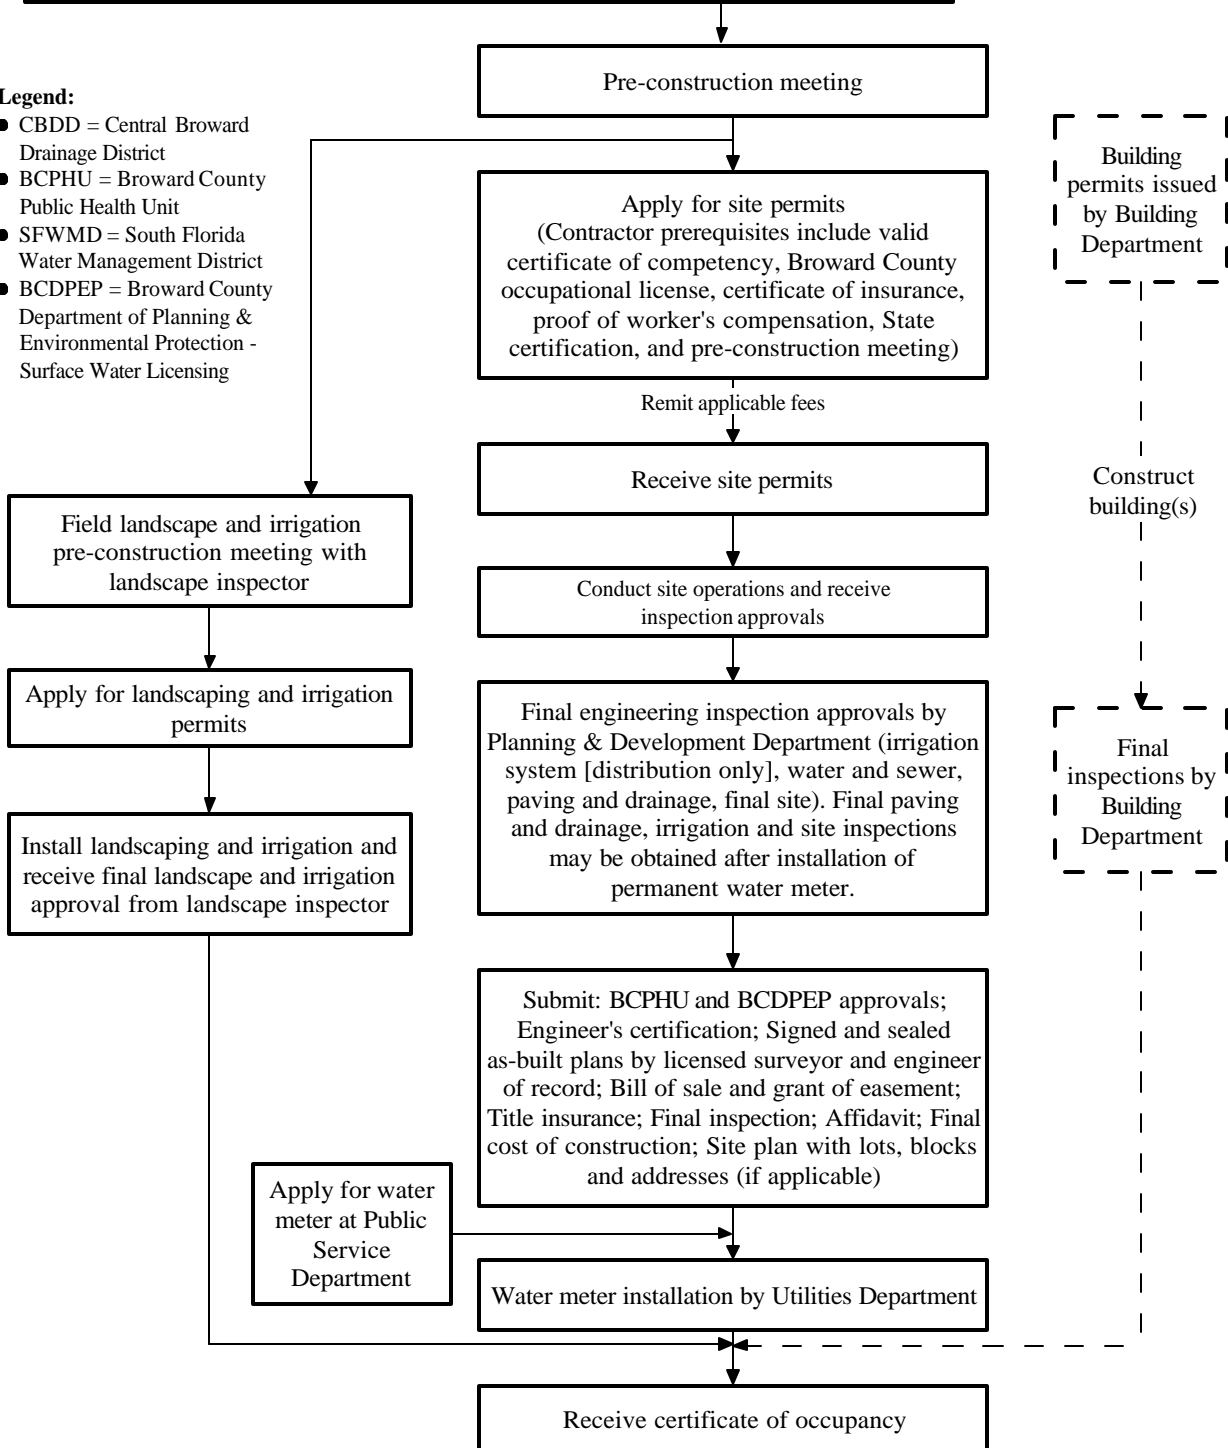 Pre-construction meeting
Legend:
CBDD = Central Broward
Drainage District
BCPHU = Broward County
Public Health Unit
SFWMD = South Florida
Water Management District
BCDPEP = Broward County
Department of Planning &
Environmental Protection -
Surface Water Licensing
Building
permits issued
by Building
Department
Apply for site permits
(Contractor prerequisites include valid
certificate of competency, Broward County
occupational license, certificate of insurance,
proof of worker's compensation, State
certification, and pre-construction meeting)
Remit applicable fees
Receive site permits
Construct
building(s)
Field landscape and irrigation
pre-construction meeting with
landscape inspector
Conduct site operations and receive
inspection approvals
Apply for landscaping and irrigation
permits
Final engineering inspection approvals by
Planning & Development Department (irrigation
system [distribution only], water and sewer,
paving and drainage, final site). Final paving
and drainage, irrigation and site inspections
may be obtained after installation of
permanent water meter.
Final
inspections by
Building
Department
Install landscaping and irrigation and
receive final landscape and irrigation
approval from landscape inspector
Submit: BCPHU and BCDPEP approvals;
Engineer's certification; Signed and sealed
as-built plans by licensed surveyor and engineer
of record; Bill of sale and grant of easement;
Title insurance; Final inspection; Affidavit; Final
cost of construction; Site plan with lots, blocks
and addresses (if applicable)
Apply for water
meter at Public
Service
Department
Water meter installation by Utilities Department
Receive certificate of occupancy